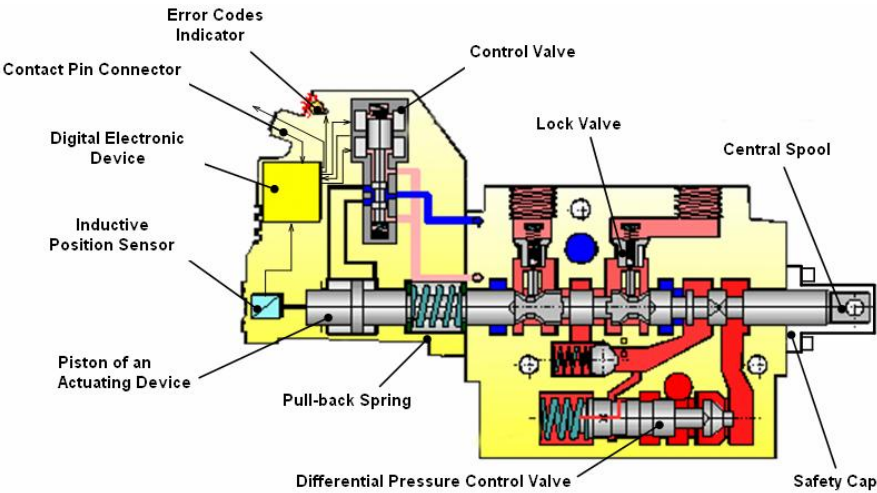 Error Codes
Indicator
Contact Pin Connector
Control Valve
Digital Electronic
Device
Lock Valve
Central Spool
Inductive
Position Sensor
Piston of an
Actuating Device
Pull-back Spring
Differential Pressure Control Valve
Safety Cap